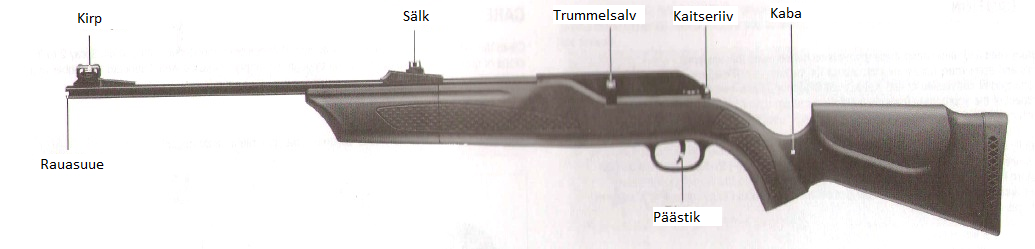 Kirp
Sälk
Trummelsalv
Kaitseriiv
Kaba
Rauasuue
Päästik